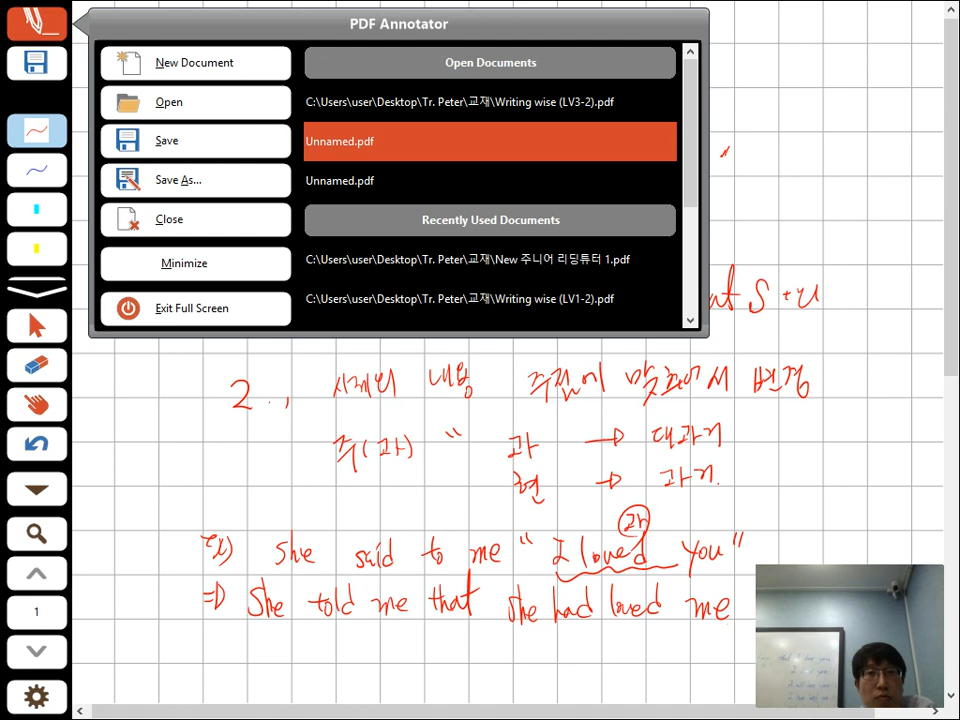 PDF Annotator
New Document
Open
Save
Save As...
Close
Minimize
Exit Full Screen
Open Documents
C:\Users\user\Desktop\Tr. Peter\교재\Writing wise (LV3-2).pdf
Unnamed.pdf
Unnamed.pdf
Recently Used Documents
C:\Users\user\Desktop\Tr. Peter\교재\New 주니어 리딩튜터 1.pdf
C:\Users\user\Desktop\Tr. Peter\교재\Writing wise (LV1-2).pdf
S + v
2., 시제의 내용 주절에 맞춰서 변경
주(과) " 과 → 대과거
현 → 과거.
과
ex) She said to me "I loved you"
⇒ She told me that she had loved me
1